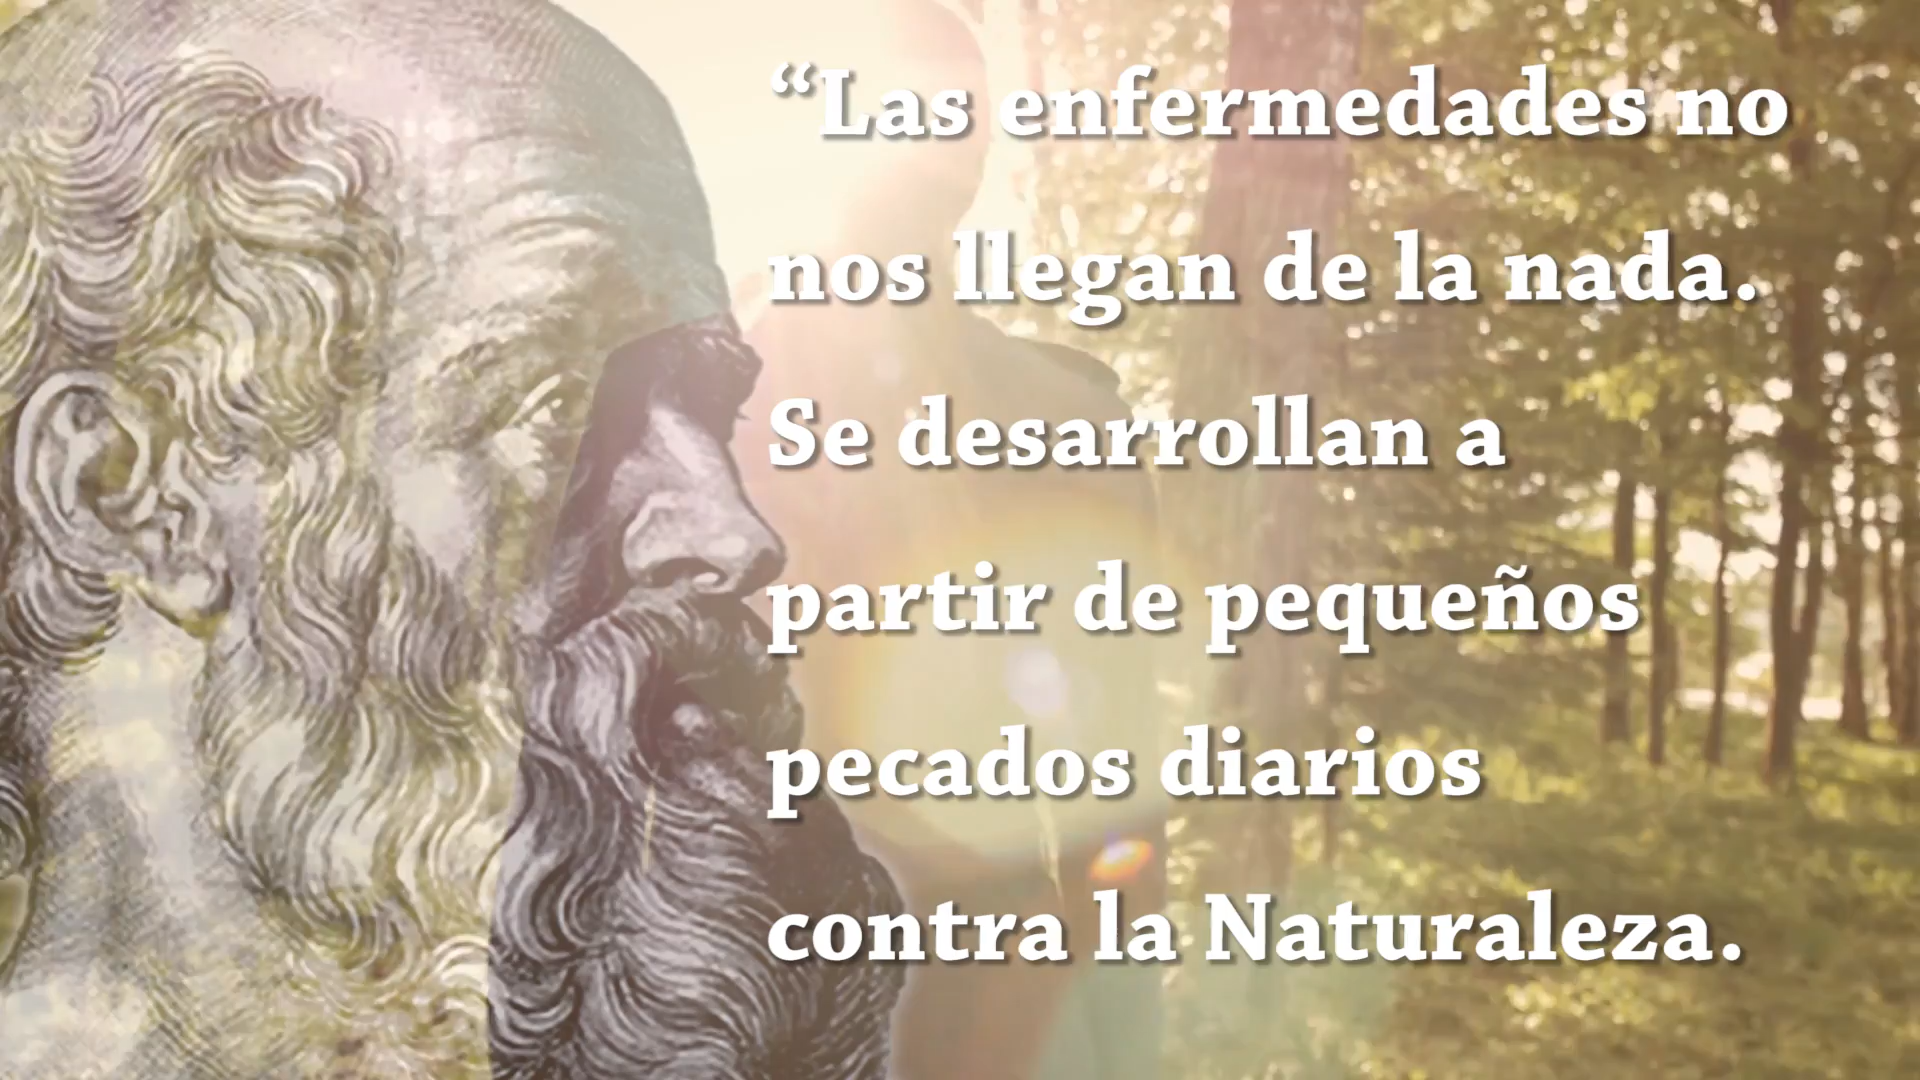 “Las enfermedades no
nos llegan de la nada.
Se desarrollan a
partir de pequeños
pecados diarios
contra la Naturaleza.